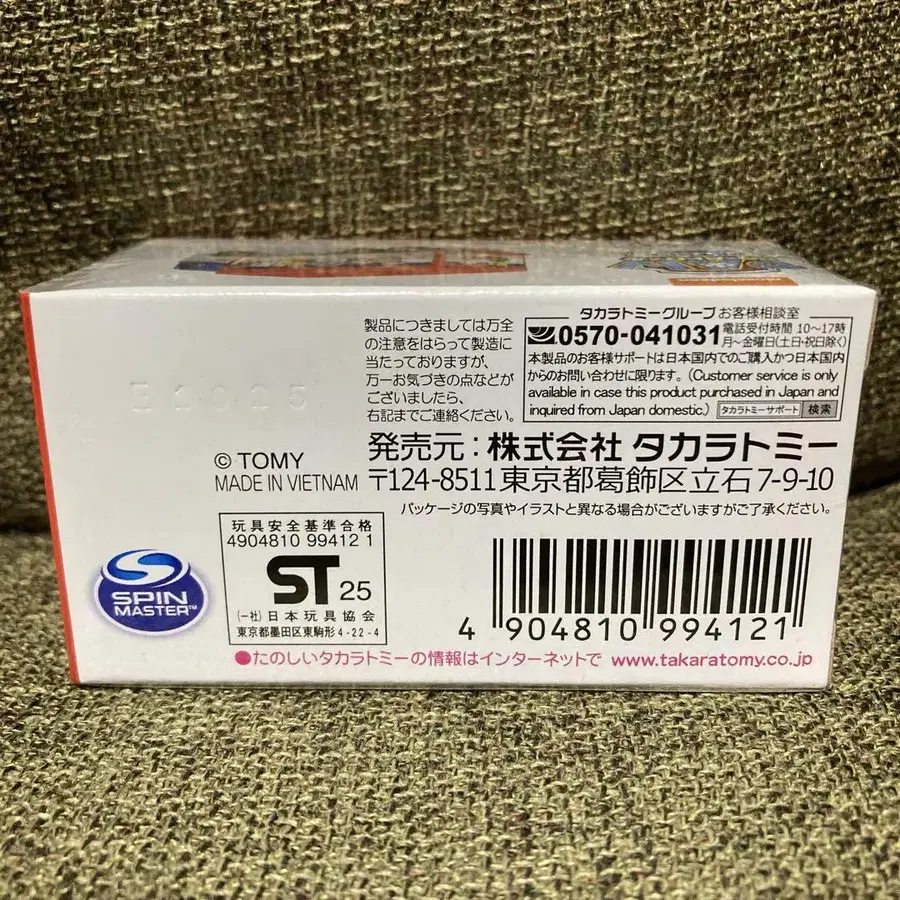 タカラトミーグループ お客様相談室
0570-041031
電話受付時間 10〜17時
月〜金曜日(土日・祝日除く)
本製品のお客様サポートは日本国内でのご購入かつ日本国内
からのお問い合わせに限ります。(Customer service is only
available in case this product purchased in Japan and
inquired from Japan domestic.)
タカラトミーサポート 検索
製品につきましては万全
の注意をはらって製造に
当たっておりますが、
万一お気づきの点などが
ございましたら、
右記までご連絡ください。
発売元:株式会社 タカラトミー
〒124-8511 東京都葛飾区立石7-9-10
© TOMY
MADE IN VIETNAM
パッケージの写真やイラストと異なる場合がございますがご了承ください。
玩具安全基準合格
4904810 99412 1
ST 25
(一社)日本玩具協会
東京都墨田区東駒形4-22-4
SPIN
MASTER™
4 904810 994121
●たのしいタカラトミーの情報はインターネットで www.takaratomy.co.jp